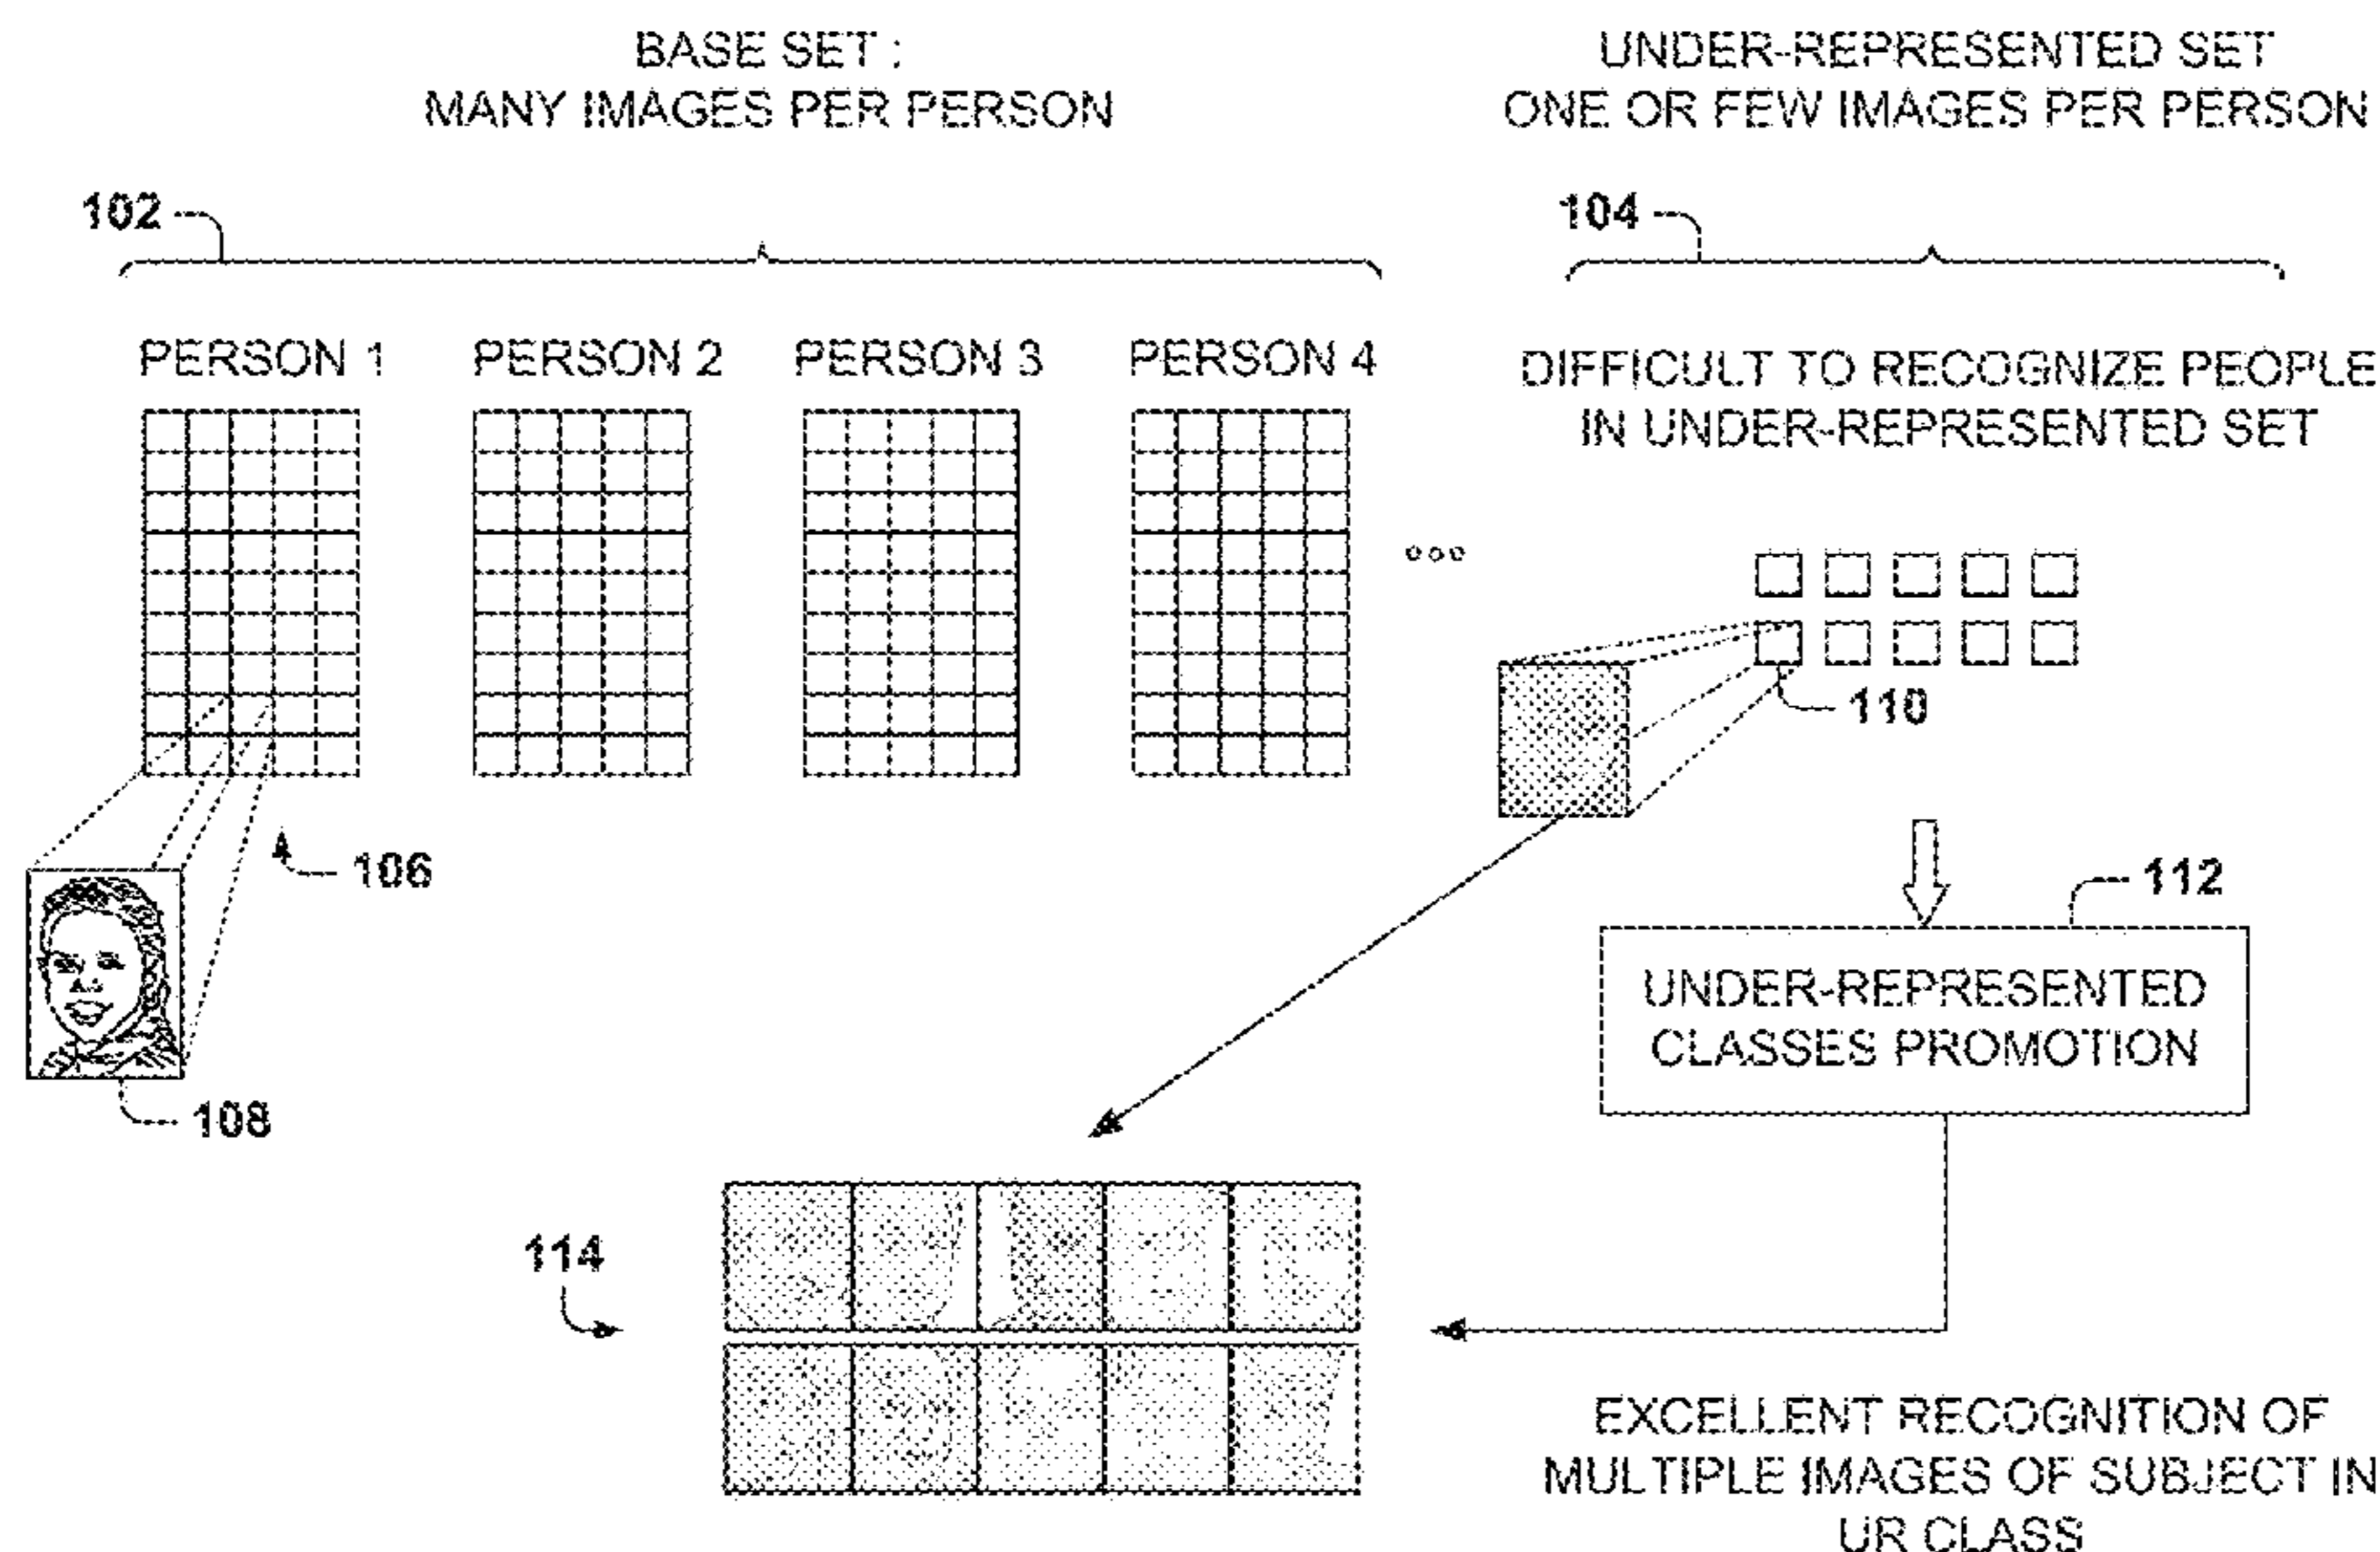 BASE SET :
MANY IMAGES PER PERSON
UNDER-REPRESENTED SET
ONE OR FEW IMAGES PER PERSON
102
104
PERSON 1
PERSON 2
PERSON 3
PERSON 4
DIFFICULT TO RECOGNIZE PEOPLE
IN UNDER-REPRESENTED SET
110
106
112
UNDER-REPRESENTED
CLASSES PROMOTION
108
114
EXCELLENT RECOGNITION OF
MULTIPLE IMAGES OF SUBJECT IN
UR CLASS